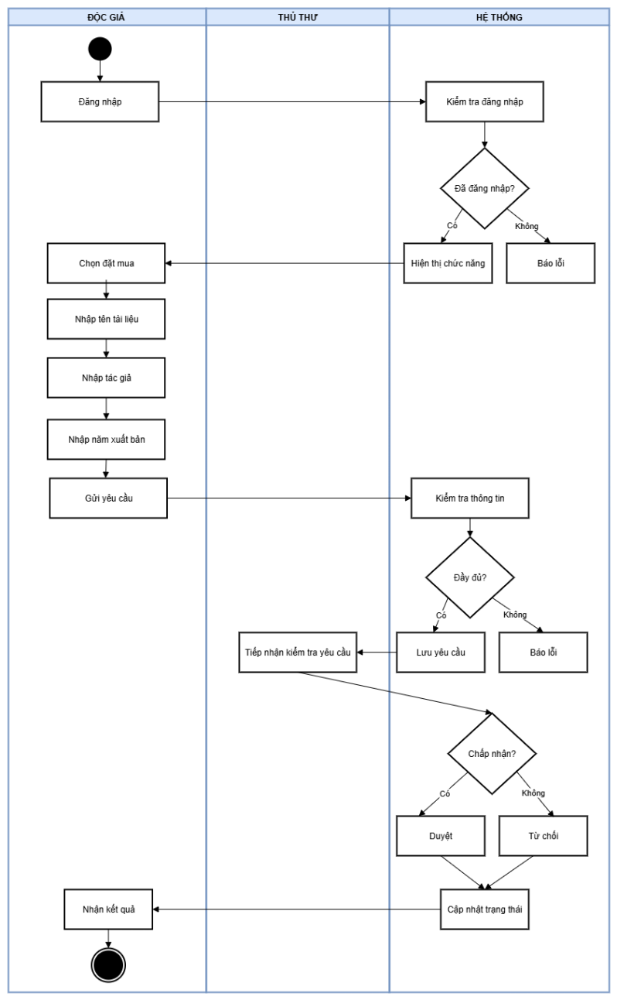 ĐỘC GIẢ
THỦ THƯ
HỆ THỐNG
Đăng nhập
Kiểm tra đăng nhập
Đã đăng nhập?
Có
Không
Chọn đặt mua
Hiện thị chức năng
Báo lỗi
Nhập tên tài liệu
Nhập tác giả
Nhập năm xuất bản
Gửi yêu cầu
Kiểm tra thông tin
Đầy đủ?
Có
Không
Tiếp nhận kiểm tra yêu cầu
Lưu yêu cầu
Báo lỗi
Chấp nhận?
Có
Không
Duyệt
Từ chối
Nhận kết quả
Cập nhật trạng thái